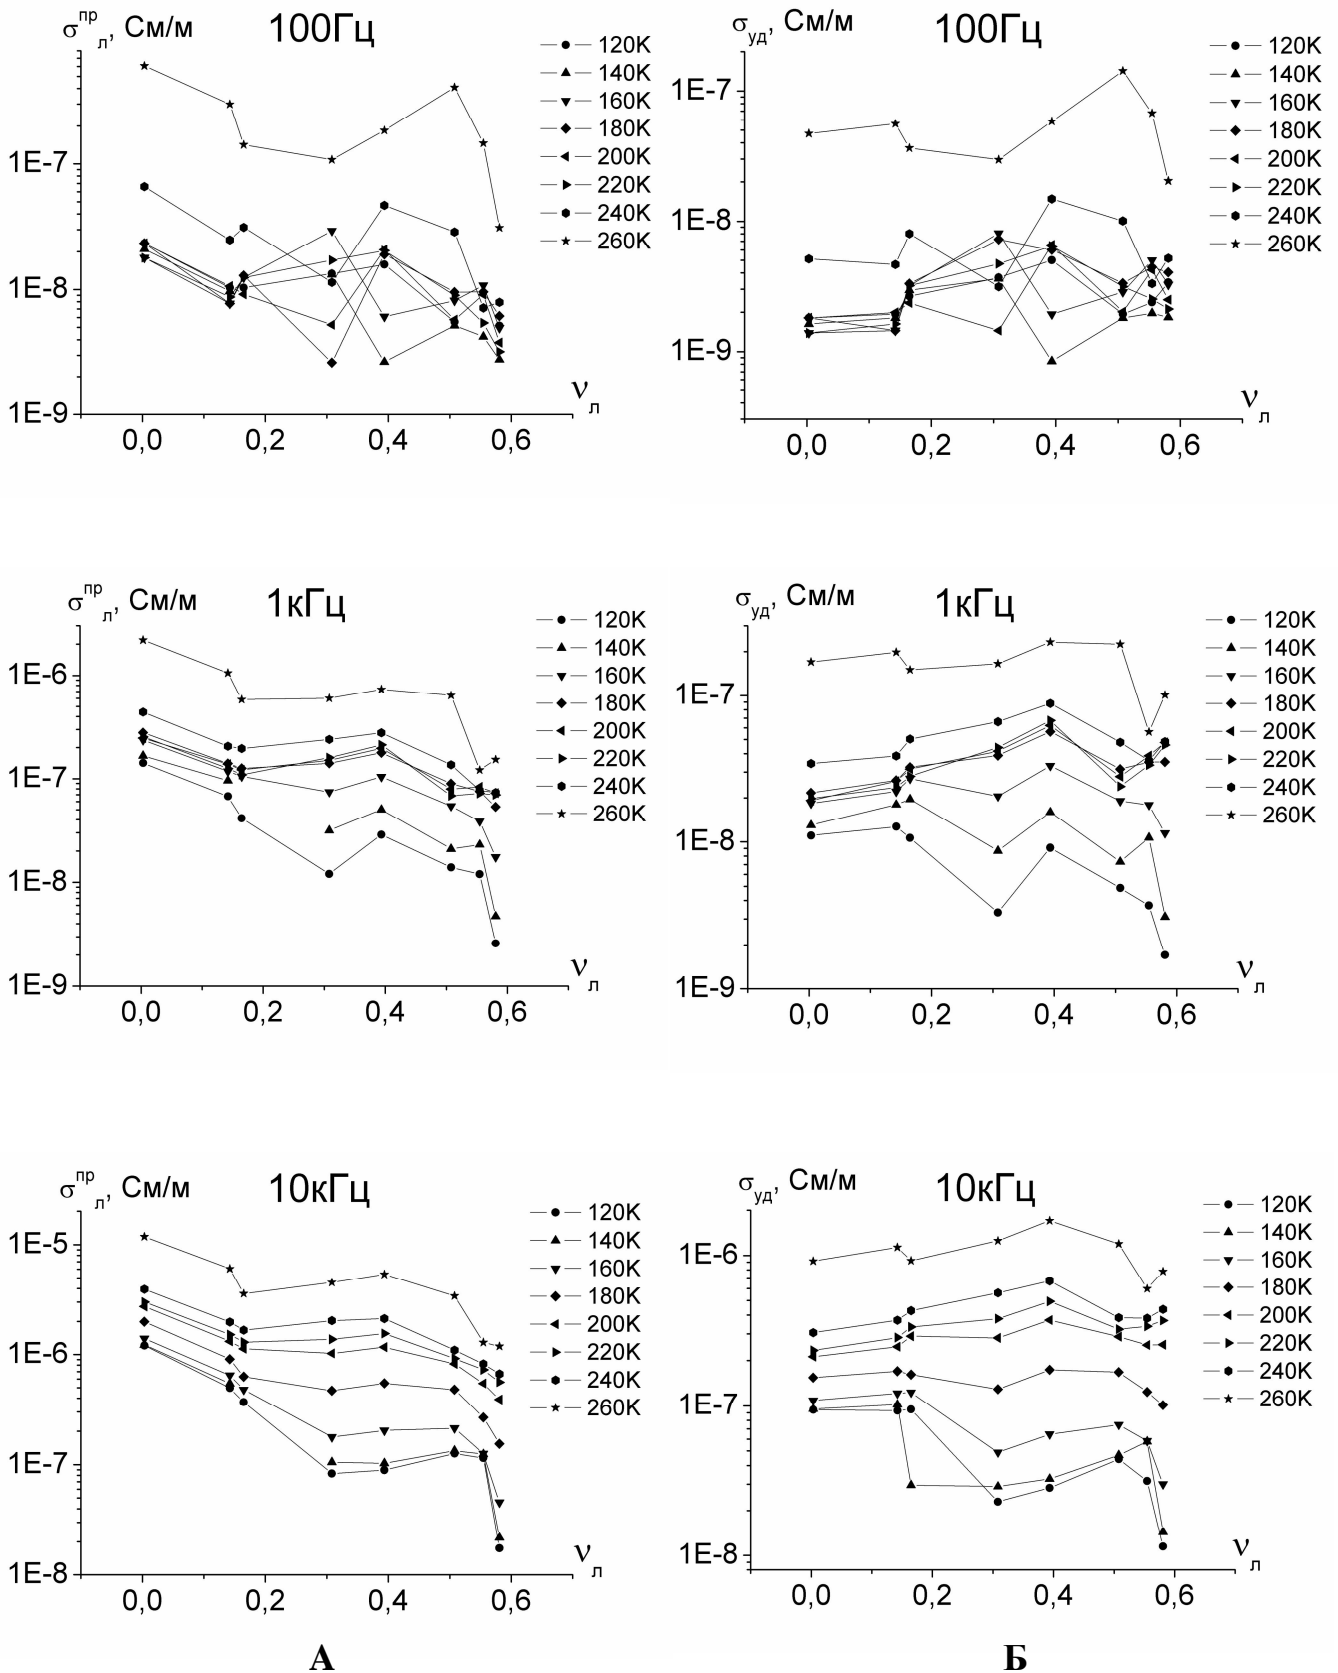 σпрл, См/м 100Гц
120K
140K
160K
180K
200K
220K
240K
260K
1E-7
1E-8
1E-9
0,0 0,2 0,4 0,6
νл
σуд, См/м 100Гц
120K
140K
160K
180K
200K
220K
240K
260K
1E-7
1E-8
1E-9
0,0 0,2 0,4 0,6
νл
σпрл, См/м 1кГц
120K
140K
160K
180K
200K
220K
240K
260K
1E-6
1E-7
1E-8
1E-9
0,0 0,2 0,4 0,6
νл
σуд, См/м 1кГц
120K
140K
160K
180K
200K
220K
240K
260K
1E-7
1E-8
1E-9
0,0 0,2 0,4 0,6
νл
σпрл, См/м 10кГц
120K
140K
160K
180K
200K
220K
240K
260K
1E-5
1E-6
1E-7
1E-8
0,0 0,2 0,4 0,6
νл
σуд, См/м 10кГц
120K
140K
160K
180K
200K
220K
240K
260K
1E-6
1E-7
1E-8
0,0 0,2 0,4 0,6
νл
А Б